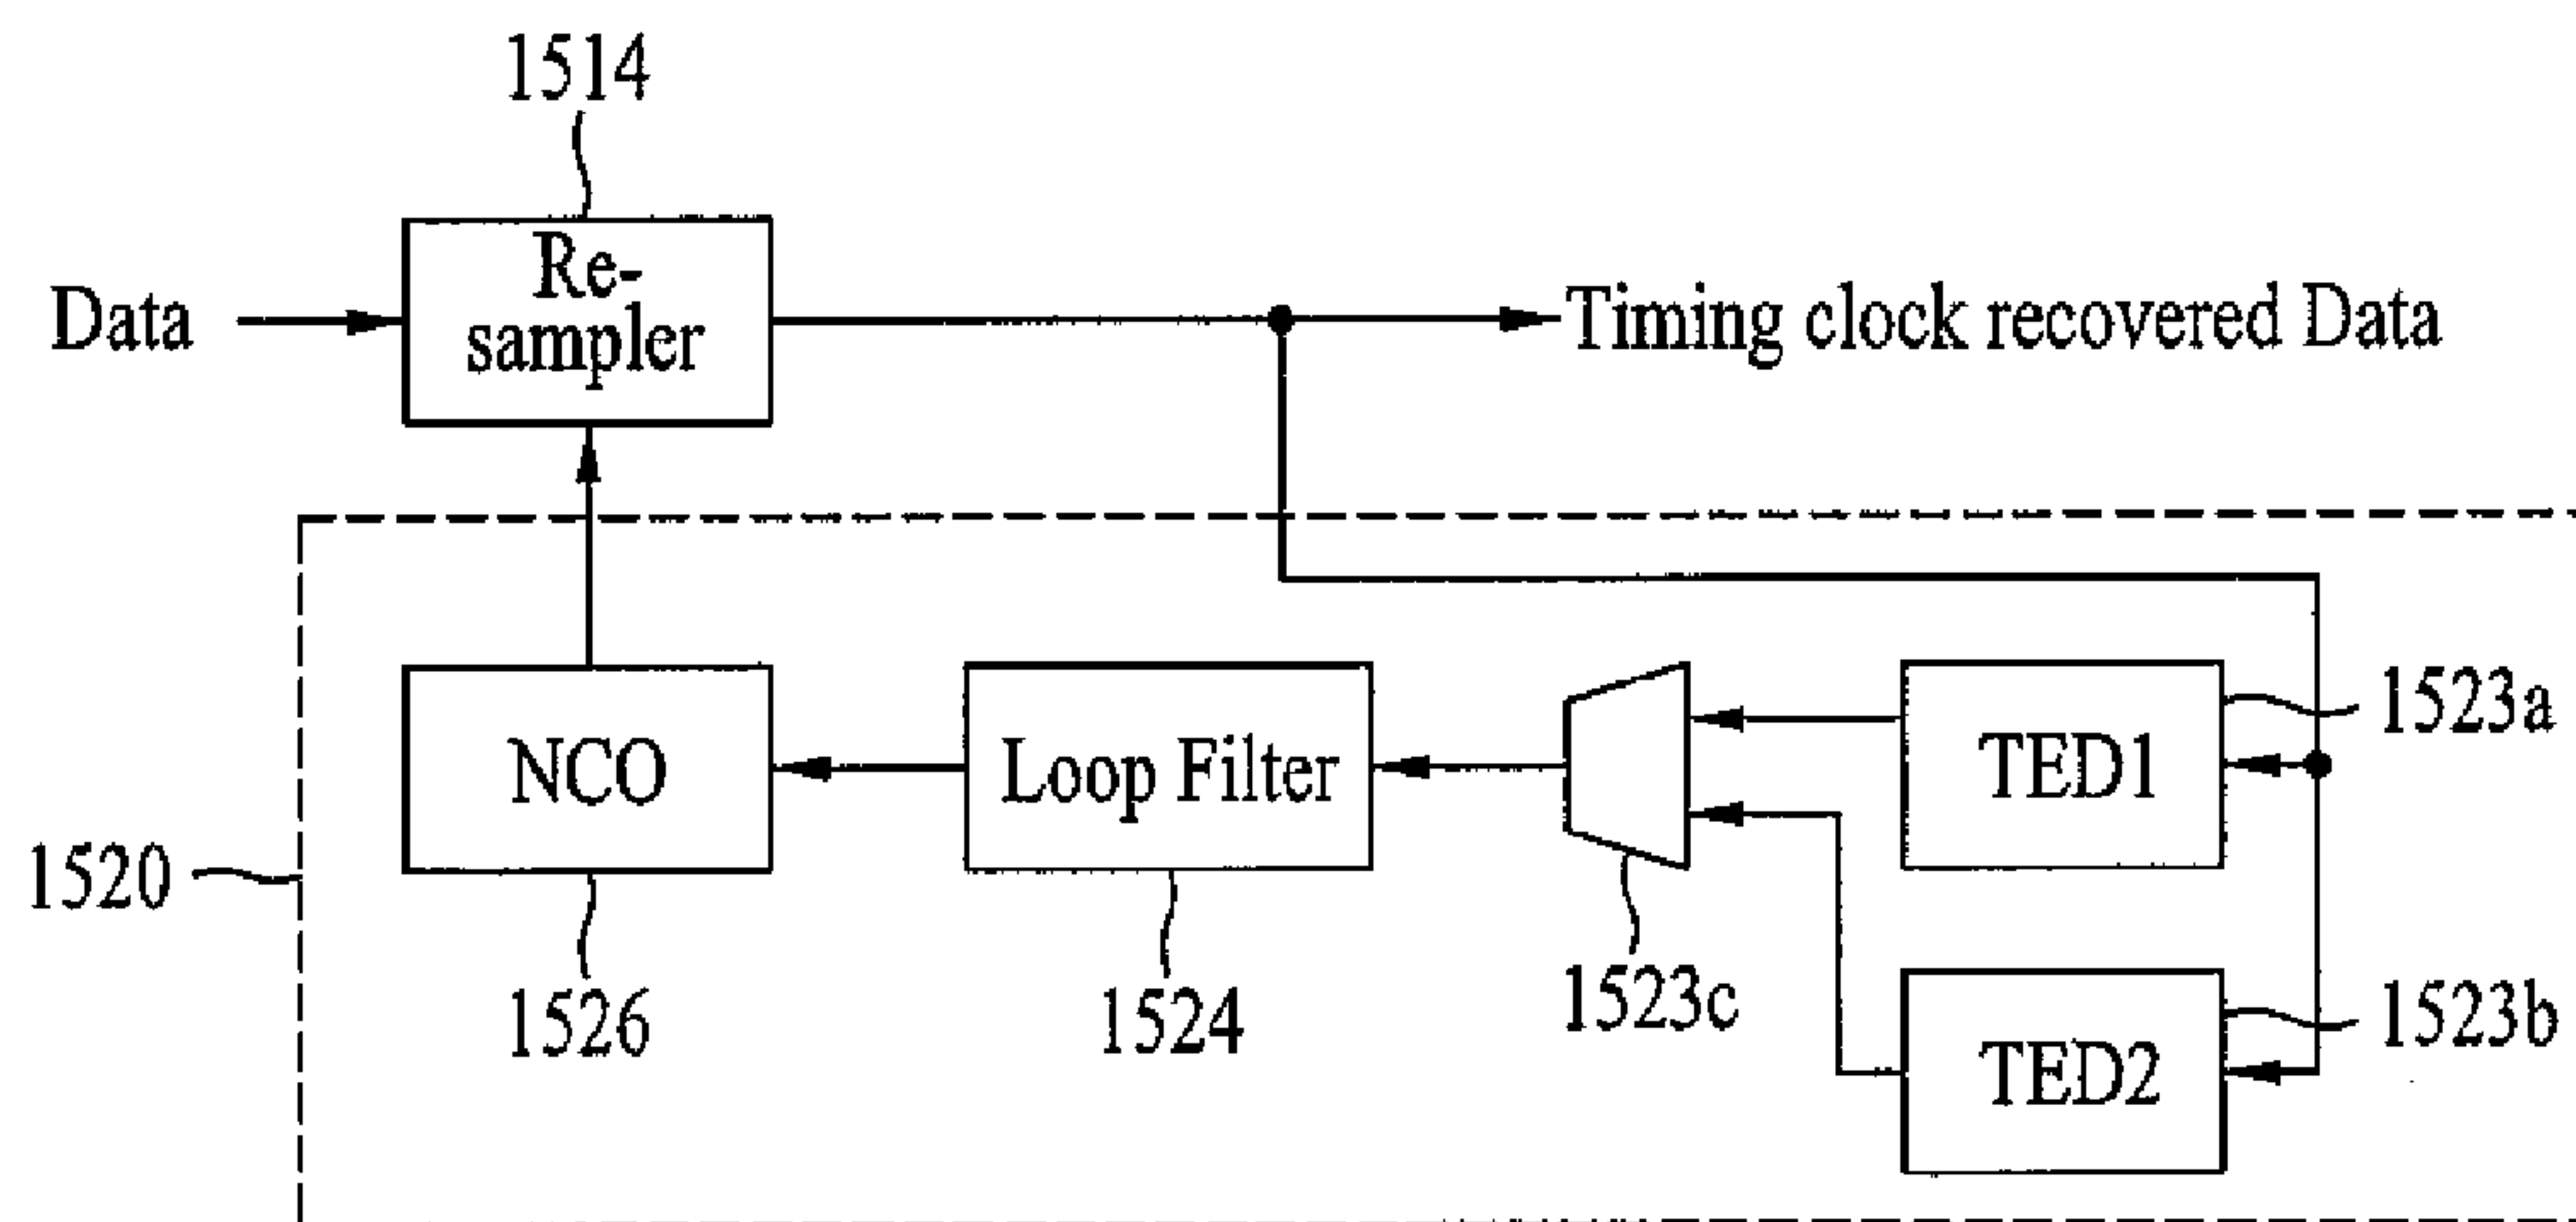 1514
Re-
sampler
Data
Timing clock recovered Data
NCO
Loop Filter
TED1
1523a
1520
1526
1524
1523c
TED2
1523b